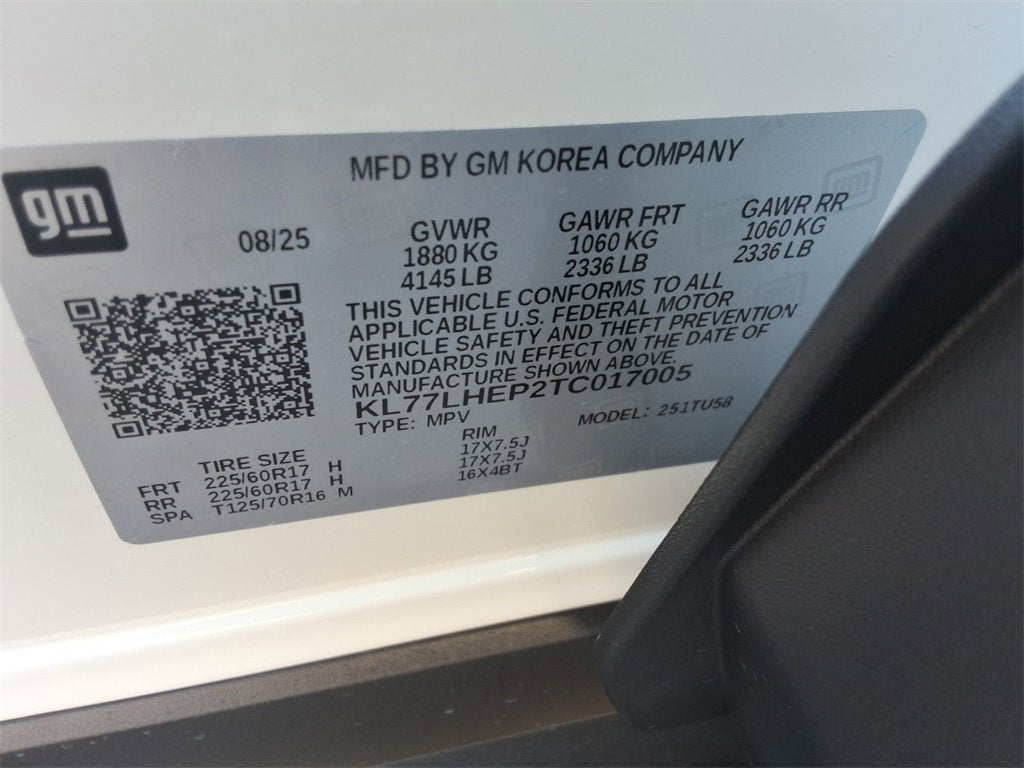 gm
MFD BY GM KOREA COMPANY
08/25
GVWR
1880 KG
4145 LB
GAWR FRT
1060 KG
2336 LB
GAWR RR
1060 KG
2336 LB
THIS VEHICLE CONFORMS TO ALL
APPLICABLE U.S. FEDERAL MOTOR
VEHICLE SAFETY AND THEFT PREVENTION
STANDARDS IN EFFECT ON THE DATE OF
MANUFACTURE SHOWN ABOVE.
KL77LHEP2TC017005
TYPE: MPV MODEL: 251TU58
TIRE SIZE RIM
FRT 225/60R17 H 17X7.5J
RR 225/60R17 H 17X7.5J
SPA T125/70R16 M 16X4BT